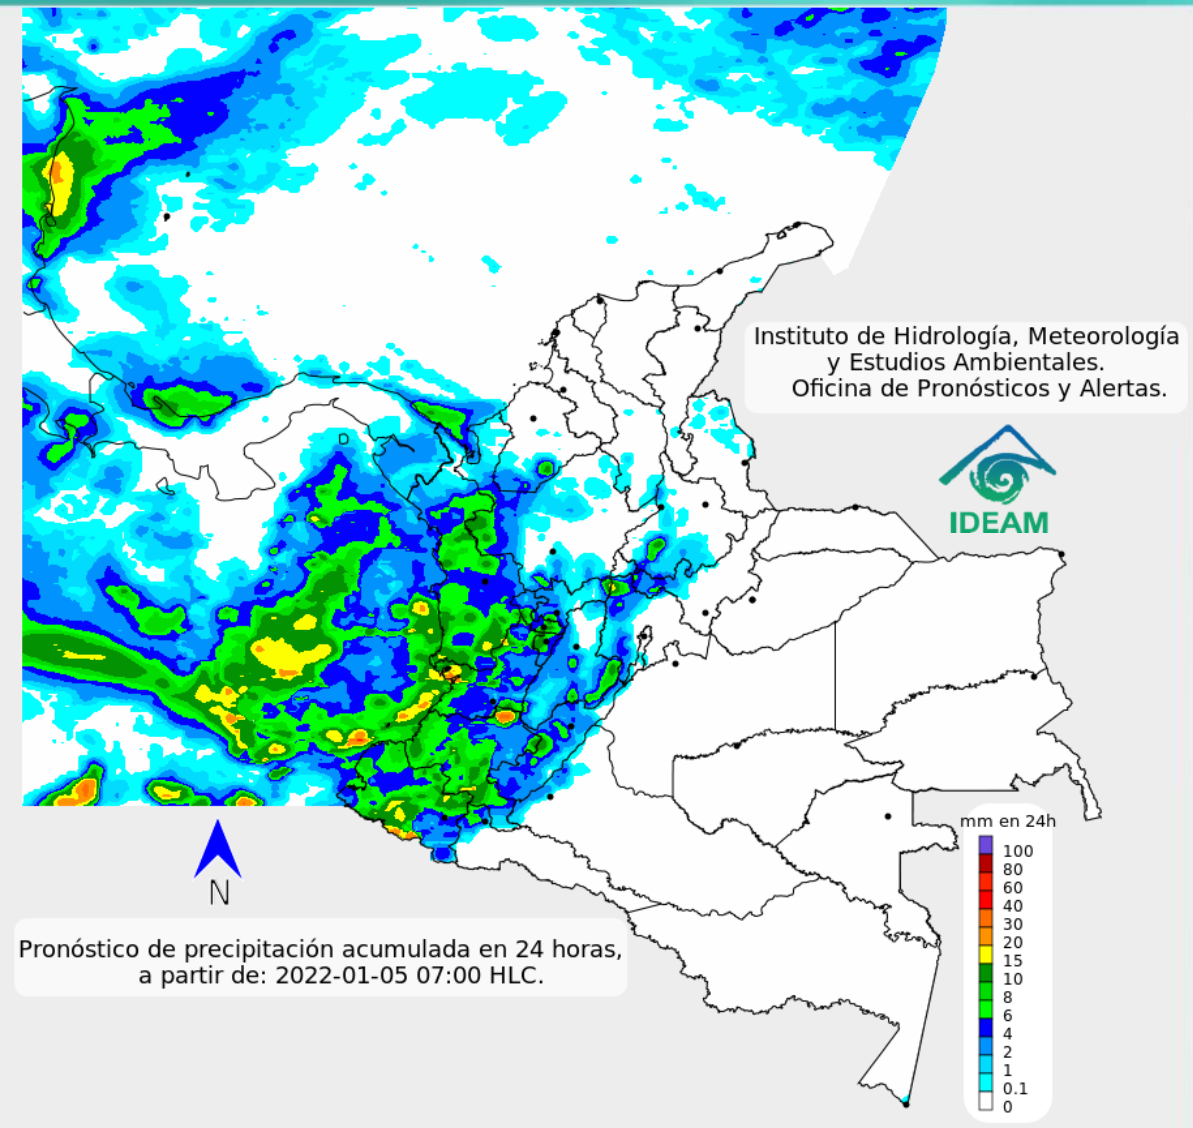 Instituto de Hidrología, Meteorología
y Estudios Ambientales.
Oficina de Pronósticos y Alertas.
IDEAM
mm en 24h
100
80
60
40
30
20
15
10
8
6
4
2
1
0.1
0
N
Pronóstico de precipitación acumulada en 24 horas,
a partir de: 2022-01-05 07:00 HLC.